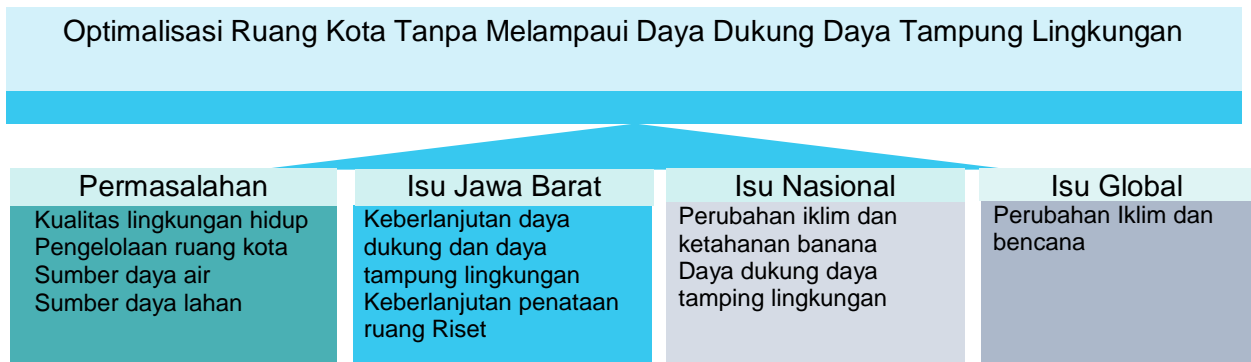 Optimalisasi Ruang Kota Tanpa Melampaui Daya Dukung Daya Tampung Lingkungan
Permasalahan
Kualitas lingkungan hidup
Pengelolaan ruang kota
Sumber daya air
Sumber daya lahan
Isu Jawa Barat
Keberlanjutan daya
dukung dan daya
tampung lingkungan
Keberlanjutan penataan
ruang Riset
Isu Nasional
Perubahan iklim dan
ketahanan banana
Daya dukung daya
tamping lingkungan
Isu Global
Perubahan Iklim dan
bencana